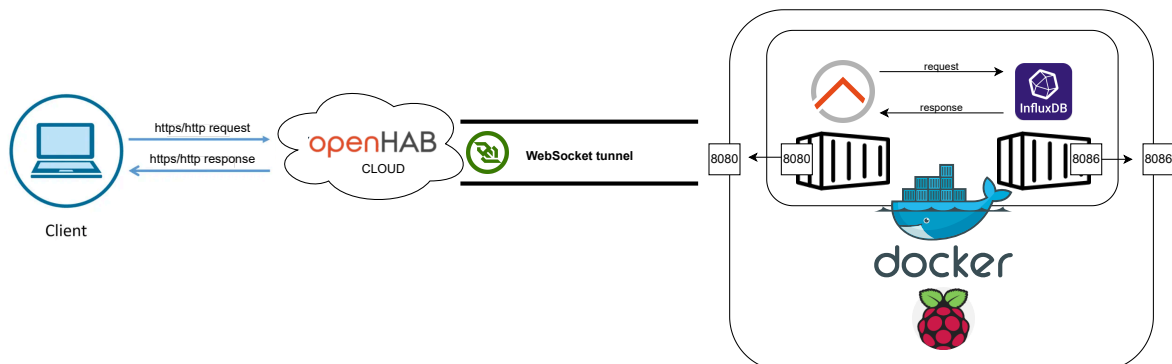 https/http request
https/http response
Client
openHAB
CLOUD
WebSocket tunnel
request
response
InfluxDB
8080
8080
8086
8086
docker